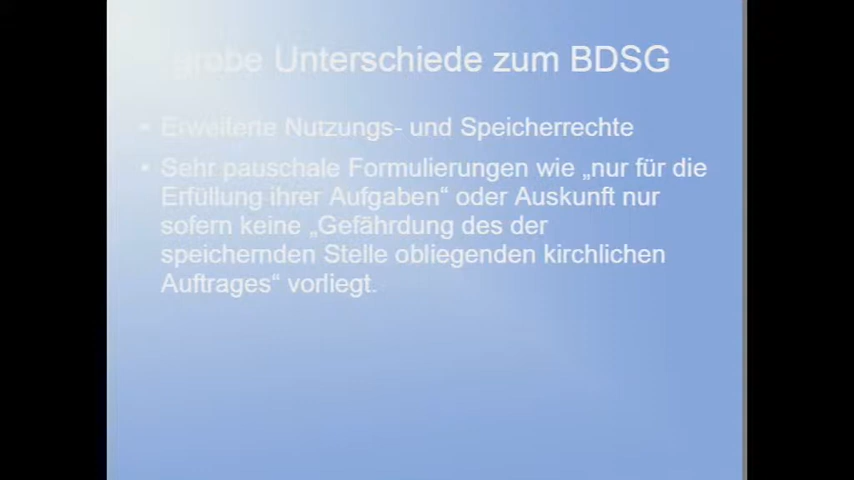 grobe Unterschiede zum BDSG
• Erweiterte Nutzungs- und Speicherrechte
• Sehr pauschale Formulierungen wie „nur für die
Erfüllung ihrer Aufgaben“ oder Auskunft nur
sofern keine „Gefährdung des der
speichernden Stelle obliegenden kirchlichen
Auftrages“ vorliegt.